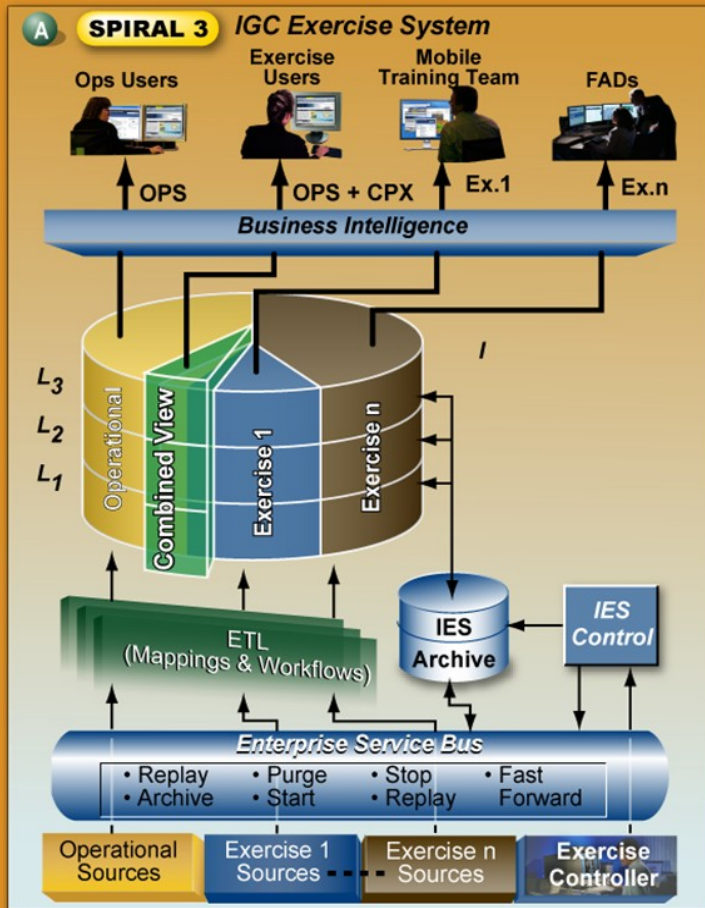 A
SPIRAL 3
IGC Exercise System
Ops Users
Exercise
Users
Mobile
Training Team
FADs
OPS
OPS + CPX
Ex.1
Ex.n
Business Intelligence
L3
L2
L1
Operational
Combined View
Exercise 1
Exercise n
I
ETL
(Mappings & Workflows)
IES
Archive
IES
Control
Enterprise Service Bus
• Replay • Purge • Stop • Fast
• Archive • Start • Replay Forward
Operational
Sources
Exercise 1
Sources
Exercise n
Sources
Exercise
Controller